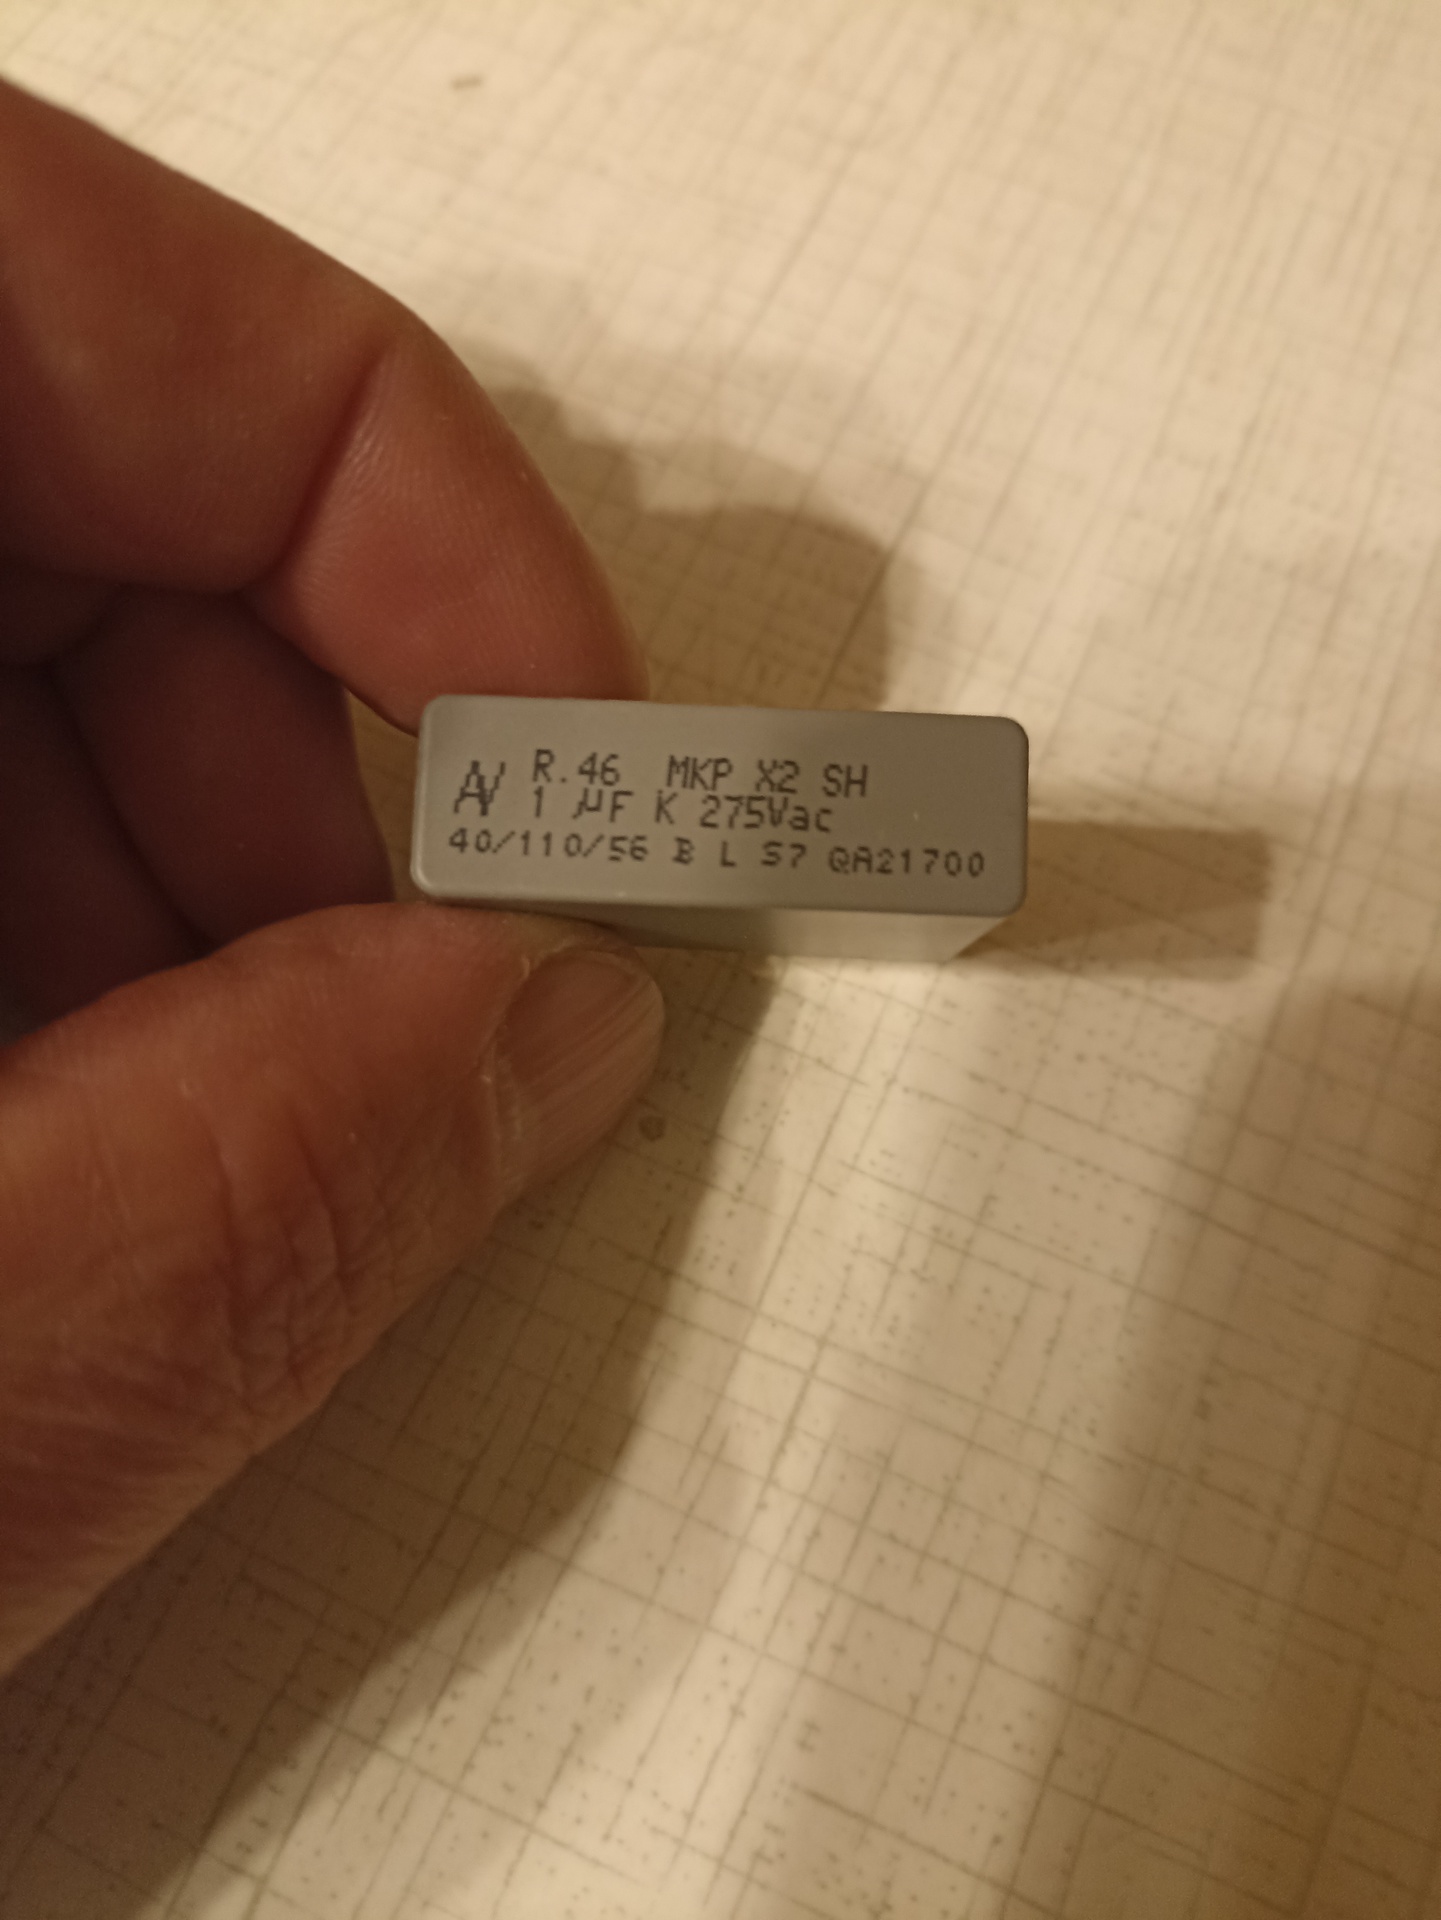 R.46 MKP X2 SH
1 µF K 275Vac
40/110/56 B L S7 QA21700